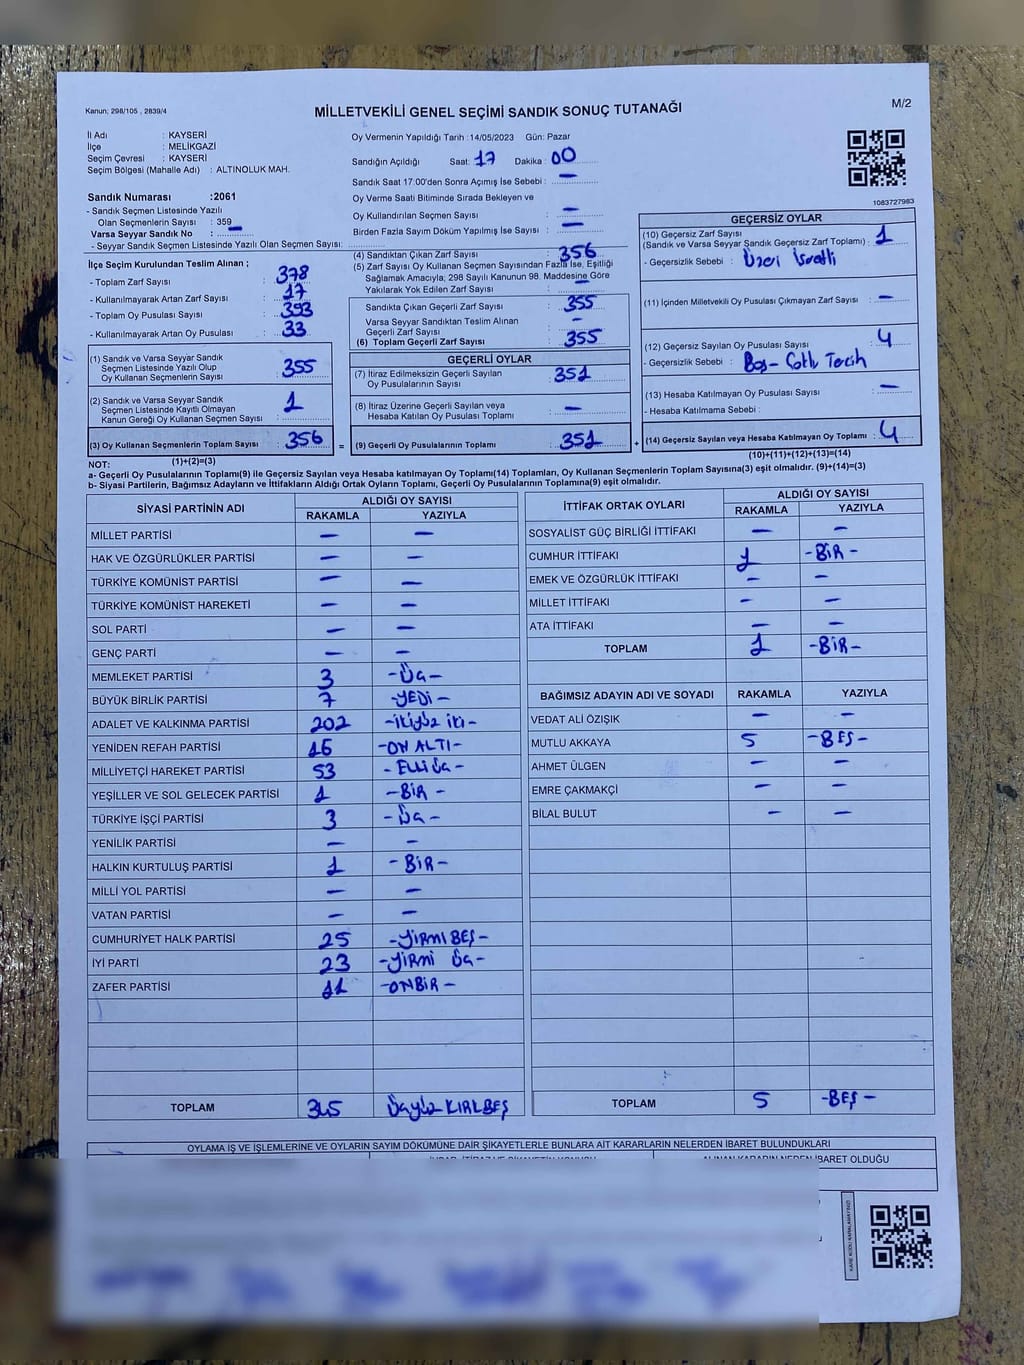 Kanun; 298/105 , 2839/4
MİLLETVEKİLİ GENEL SEÇİMİ SANDIK SONUÇ TUTANAĞI
M/2
İl Adı : KAYSERİ
İlçe : MELİKGAZİ
Seçim Çevresi : KAYSERİ
Seçim Bölgesi (Mahalle Adı) : ALTINOLUK MAH.
Sandık Numarası :2061
- Sandık Seçmen Listesinde Yazılı
Olan Seçmenlerin Sayısı : 359
Varsa Seyyar Sandık No : –
- Seyyar Sandık Seçmen Listesinde Yazılı Olan Seçmen Sayısı:
Oy Vermenin Yapıldığı Tarih :14/05/2023 Gün: Pazar
Sandığın Açıldığı Saat: 17 Dakika : 00
Sandık Saat 17:00'den Sonra Açımış İse Sebebi : –
Oy Verme Saati Bitiminde Sırada Bekleyen ve
Oy Kullandırılan Seçmen Sayısı –
Birden Fazla Sayım Döküm Yapılmış İse Sayısı : –
1083727983
İlçe Seçim Kurulundan Teslim Alınan ;
- Toplam Zarf Sayısı : 378
- Kullanılmayarak Artan Zarf Sayısı : 17
- Toplam Oy Pusulası Sayısı : 393
- Kullanılmayarak Artan Oy Pusulası : 33
(1) Sandık ve Varsa Seyyar Sandık
Seçmen Listesinde Yazılı Olup
Oy Kullanan Seçmenlerin Sayısı : 355
(2) Sandık ve Varsa Seyyar Sandık
Seçmen Listesinde Kayıtlı Olmayan
Kanun Gereği Oy Kullanan Seçmen Sayısı : 1
(3) Oy Kullanan Seçmenlerin Toplam Sayısı : 356 =
(1)+(2)=(3)
(4) Sandıktan Çıkan Zarf Sayısı : 356
(5) Zarf Sayısı Oy Kullanan Seçmen Sayısından Fazla İse, Eşitliği
Sağlamak Amacıyla; 298 Sayılı Kanunun 98. Maddesine Göre
Yakılarak Yok Edilen Zarf Sayısı : –
Sandıkta Çıkan Geçerli Zarf Sayısı : 355
Varsa Seyyar Sandıktan Teslim Alınan
Geçerli Zarf Sayısı : –
(6) Toplam Geçerli Zarf Sayısı : 355
GEÇERLİ OYLAR
(7) İtiraz Edilmeksizin Geçerli Sayılan
Oy Pusulalarının Sayısı : 351
(8) İtiraz Üzerine Geçerli Sayılan veya
Hesaba Katılan Oy Pusulası Toplamı : –
(9) Geçerli Oy Pusulalarının Toplamı : 351 +
GEÇERSİZ OYLAR
(10) Geçersiz Zarf Sayısı
(Sandık ve Varsa Seyyar Sandık Geçersiz Zarf Toplamı) : 1
- Geçersizlik Sebebi : Üzeri İşaretli
(11) İçinden Milletvekili Oy Pusulası Çıkmayan Zarf Sayısı : –
(12) Geçersiz Sayılan Oy Pusulası Sayısı : 4
- Geçersizlik Sebebi : Boş - Çoklu Tercih
(13) Hesaba Katılmayan Oy Pusulası Sayısı : –
- Hesaba Katılmama Sebebi :
(14) Geçersiz Sayılan veya Hesaba Katılmayan Oy Toplamı : 4
(10)+(11)+(12)+(13)=(14)
NOT:
a- Geçerli Oy Pusulalarının Toplamı(9) ile Geçersiz Sayılan veya Hesaba katılmayan Oy Toplamı(14) Toplamları, Oy Kullanan Seçmenlerin Toplam Sayısına(3) eşit olmalıdır. (9)+(14)=(3)
b- Siyasi Partilerin, Bağımsız Adayların ve İttifakların Aldığı Ortak Oyların Toplamı, Geçerli Oy Pusulalarının Toplamına(9) eşit olmalıdır.
SİYASİ PARTİNİN ADI ALDIĞI OY SAYISI
RAKAMLA YAZIYLA
MİLLET PARTİSİ – –
HAK VE ÖZGÜRLÜKLER PARTİSİ – –
TÜRKİYE KOMÜNİST PARTİSİ – –
TÜRKİYE KOMÜNİST HAREKETİ – –
SOL PARTİ – –
GENÇ PARTİ – –
MEMLEKET PARTİSİ 3 -Üç-
BÜYÜK BİRLİK PARTİSİ 7 -YEDİ-
ADALET VE KALKINMA PARTİSİ 202 -İkiyüz iki-
YENİDEN REFAH PARTİSİ 16 -ON ALTI-
MİLLİYETÇİ HAREKET PARTİSİ 53 - Elli üç-
YEŞİLLER VE SOL GELECEK PARTİSİ 1 -BİR -
TÜRKİYE İŞÇİ PARTİSİ 3 - Üç-
YENİLİK PARTİSİ – –
HALKIN KURTULUŞ PARTİSİ 1 - BİR-
MİLLİ YOL PARTİSİ – –
VATAN PARTİSİ – –
CUMHURİYET HALK PARTİSİ 25 -YİRMİ BEŞ-
İYİ PARTİ 23 -YİRMİ Üç-
ZAFER PARTİSİ 11 -ONBİR-
TOPLAM 345 ÜçYüz KIRKBEŞ
İTTİFAK ORTAK OYLARI ALDIĞI OY SAYISI
RAKAMLA YAZIYLA
SOSYALİST GÜÇ BİRLİĞİ İTTİFAKI – –
CUMHUR İTTİFAKI 1 -BİR-
EMEK VE ÖZGÜRLÜK İTTİFAKI – –
MİLLET İTTİFAKI – –
ATA İTTİFAKI – –
TOPLAM 1 -BİR-
BAĞIMSIZ ADAYIN ADI VE SOYADI RAKAMLA YAZIYLA
VEDAT ALİ ÖZIŞIK – –
MUTLU AKKAYA 5 -BEŞ-
AHMET ÜLGEN – –
EMRE ÇAKMAKÇİ – –
BİLAL BULUT – –
TOPLAM 5 -BEŞ-
OYLAMA İŞ VE İŞLEMLERİNE VE OYLARIN SAYIM DÖKÜMÜNE DAİR ŞİKAYETLERLE BUNLARA AİT KARARLARIN NELERDEN İBARET BULUNDUKLARI
ALINAN KARARIN NEDEN İBARET OLDUĞU